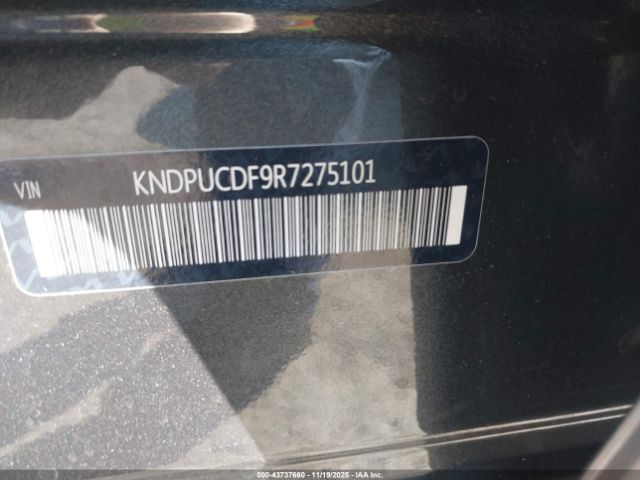 VIN KNDPUCDF9R7275101
000-43737660 - 11/19/2025 - IAA Inc.